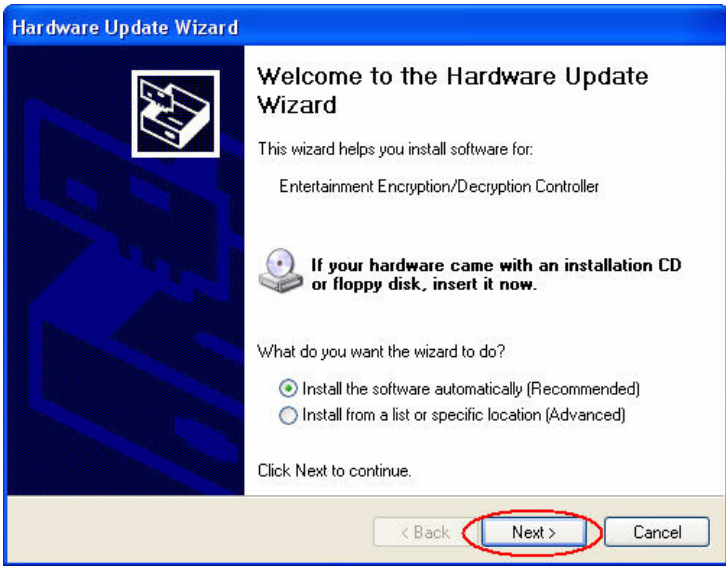 Hardware Update Wizard
Welcome to the Hardware Update
Wizard
This wizard helps you install software for:
Entertainment Encryption/Decryption Controller
If your hardware came with an installation CD
or floppy disk, insert it now.
What do you want the wizard to do?
Install the software automatically (Recommended)
Install from a list or specific location (Advanced)
Click Next to continue.
< Back
Next >
Cancel